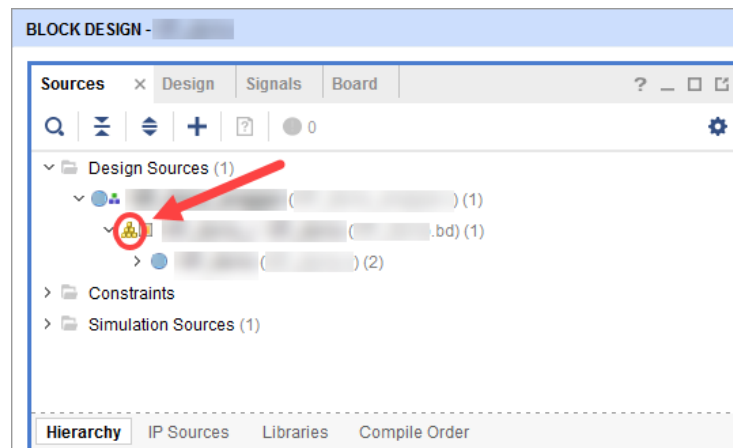 BLOCK DESIGN -
Sources × Design Signals Board ? _
? 0
Design Sources (1)
( ) (1)
( .bd) (1)
( ) (2)
Constraints
Simulation Sources (1)
Hierarchy IP Sources Libraries Compile Order